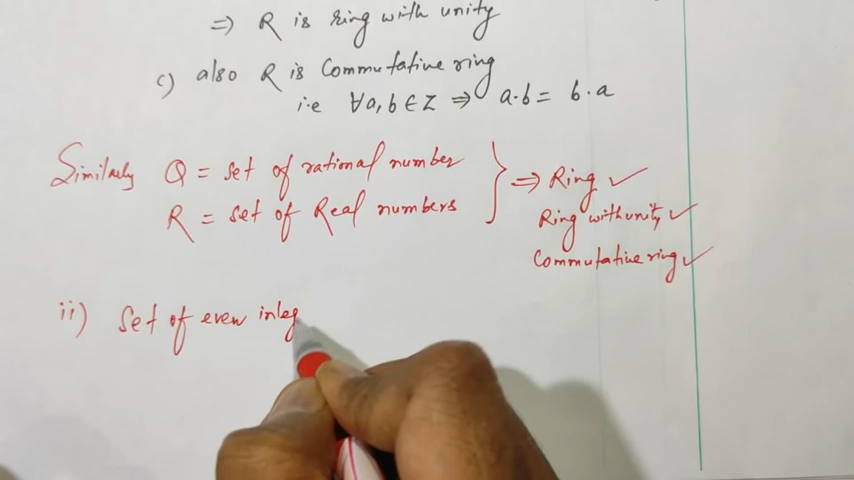 ⇒ R is ring with unity
c) also R is Commutative ring
i.e ∀a, b ∈ Z ⇒ a·b = b·a
Similarly Q = set of rational number
R = set of Real numbers
⇒ Ring ✓
Ring with unity ✓
Commutative ring ✓
ii) Set of even integ